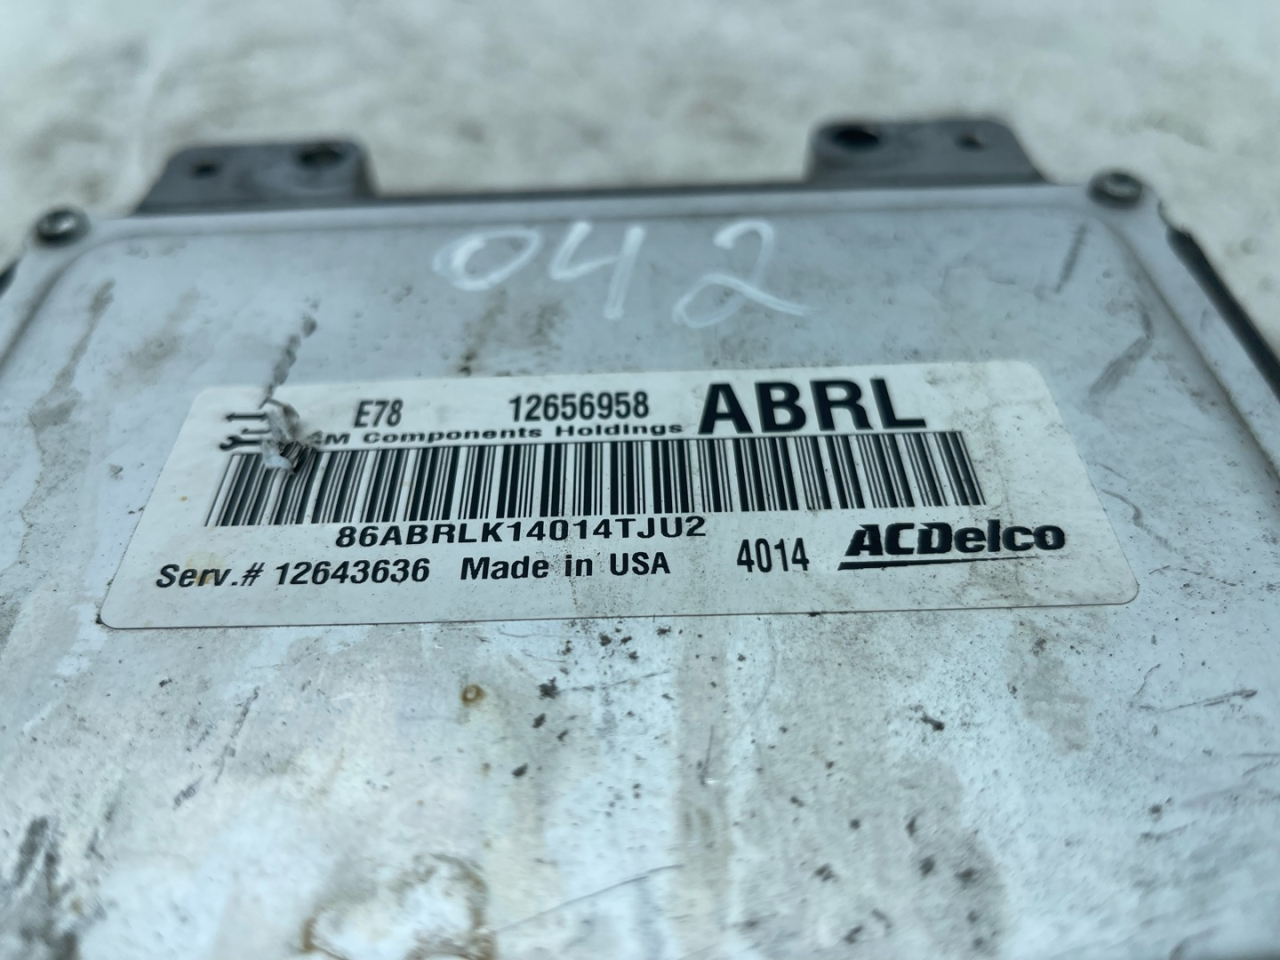 042
E78 12656958 ABRL
Components Holdings
86ABRLK14014TJU2
Serv.# 12643636 Made in USA 4014 ACDelco